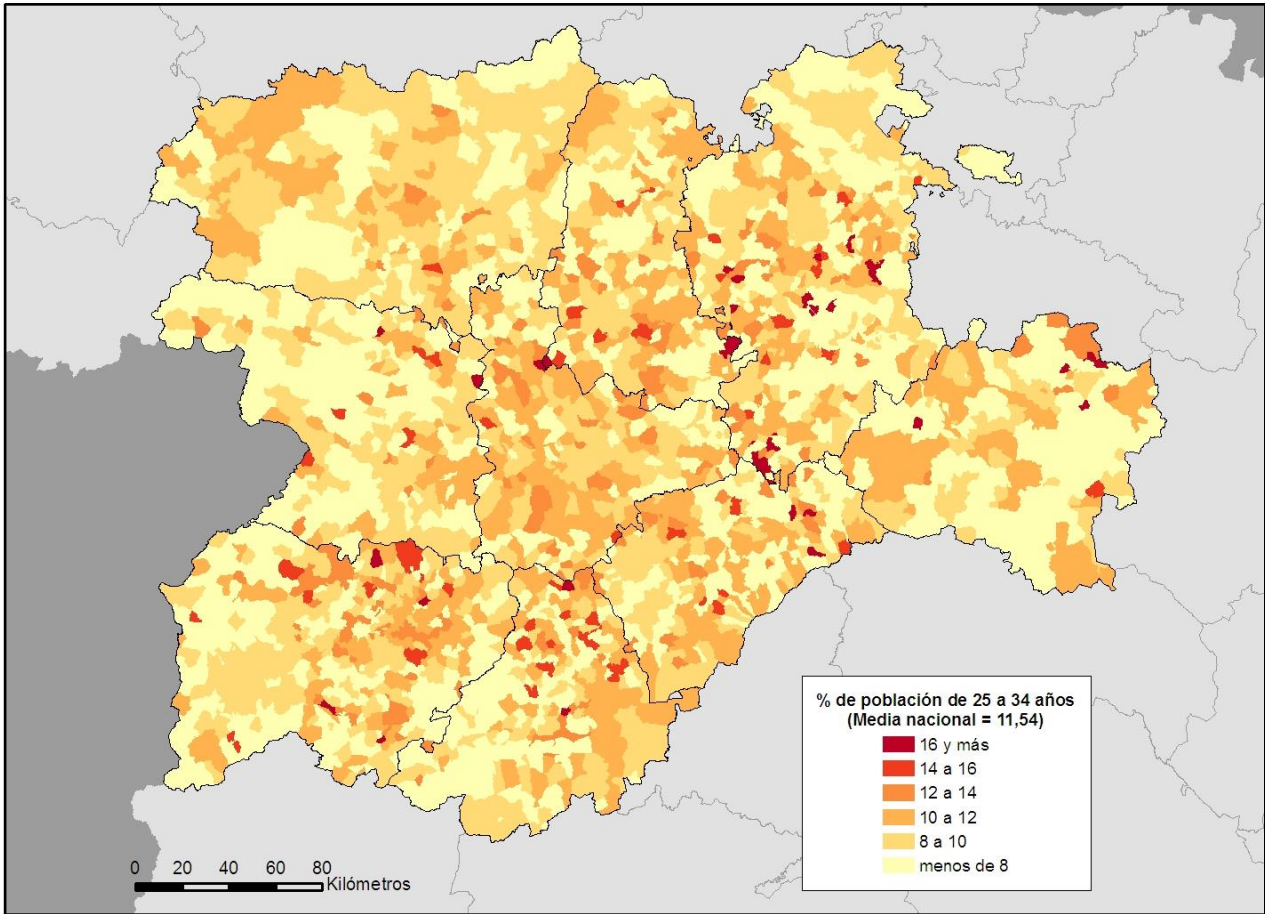 % de población de 25 a 34 años
(Media nacional = 11,54)
16 y más
14 a 16
12 a 14
10 a 12
8 a 10
menos de 8
0 20 40 60 80
Kilómetros